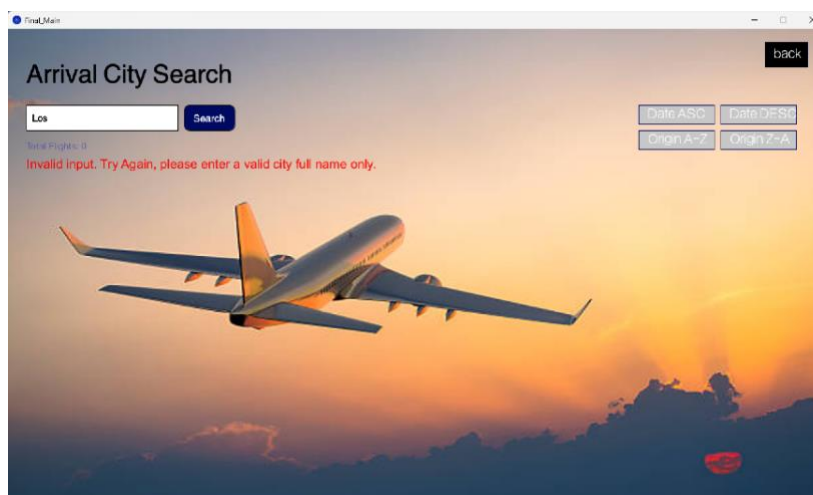 Final_Main
back
Arrival City Search
Los
Search
Date ASC
Date DESC
Total Flights: 0
Origin A-Z
Origin Z-A
Invalid input. Try Again, please enter a valid city full name only.